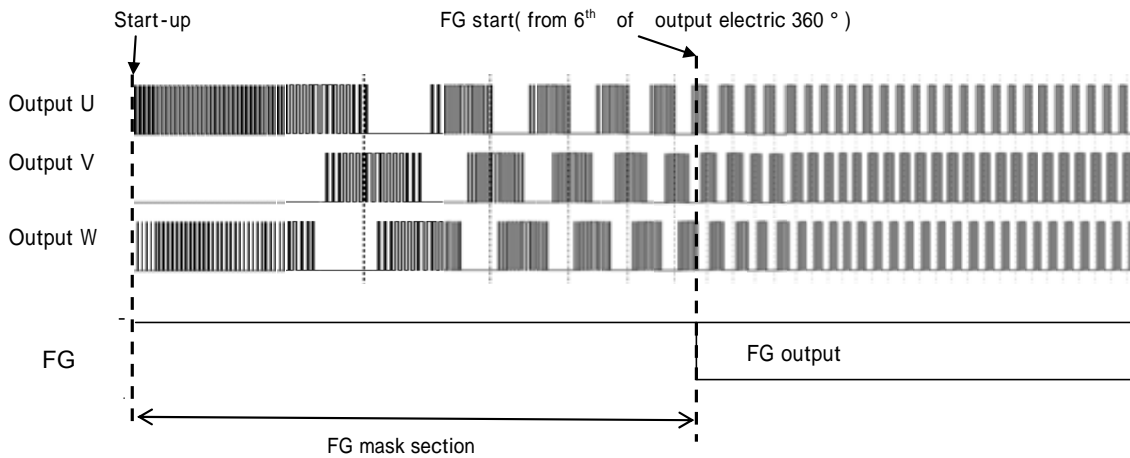 Start-up
FG start( from 6th of output electric 360 ° )
Output U
Output V
Output W
FG
FG output
FG mask section